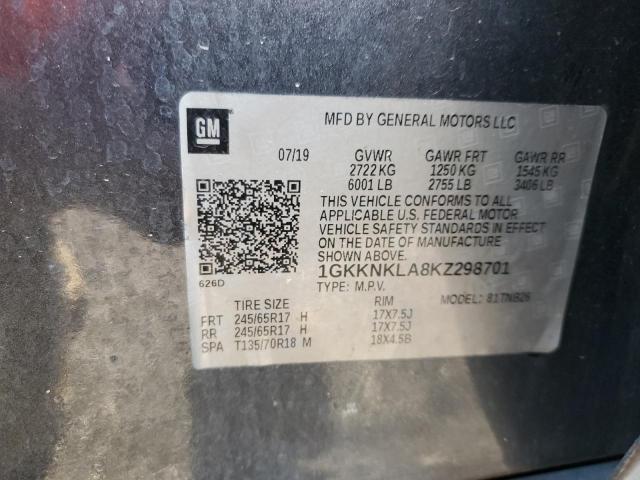 GM
MFD BY GENERAL MOTORS LLC
07/19 GVWR GAWR FRT GAWR RR
2722 KG 1250 KG 1545 KG
6001 LB 2755 LB 3406 LB
THIS VEHICLE CONFORMS TO ALL
APPLICABLE U.S. FEDERAL MOTOR
VEHICLE SAFETY STANDARDS IN EFFECT
ON THE DATE OF MANUFACTURE
SHOWN ABOVE.
1GKKNKLA8KZ298701
626D
TYPE: M.P.V. MODEL: 81TNB26
TIRE SIZE RIM
FRT 245/65R17 H 17X7.5J
RR 245/65R17 H 17X7.5J
SPA T135/70R18 M 18X4.5B